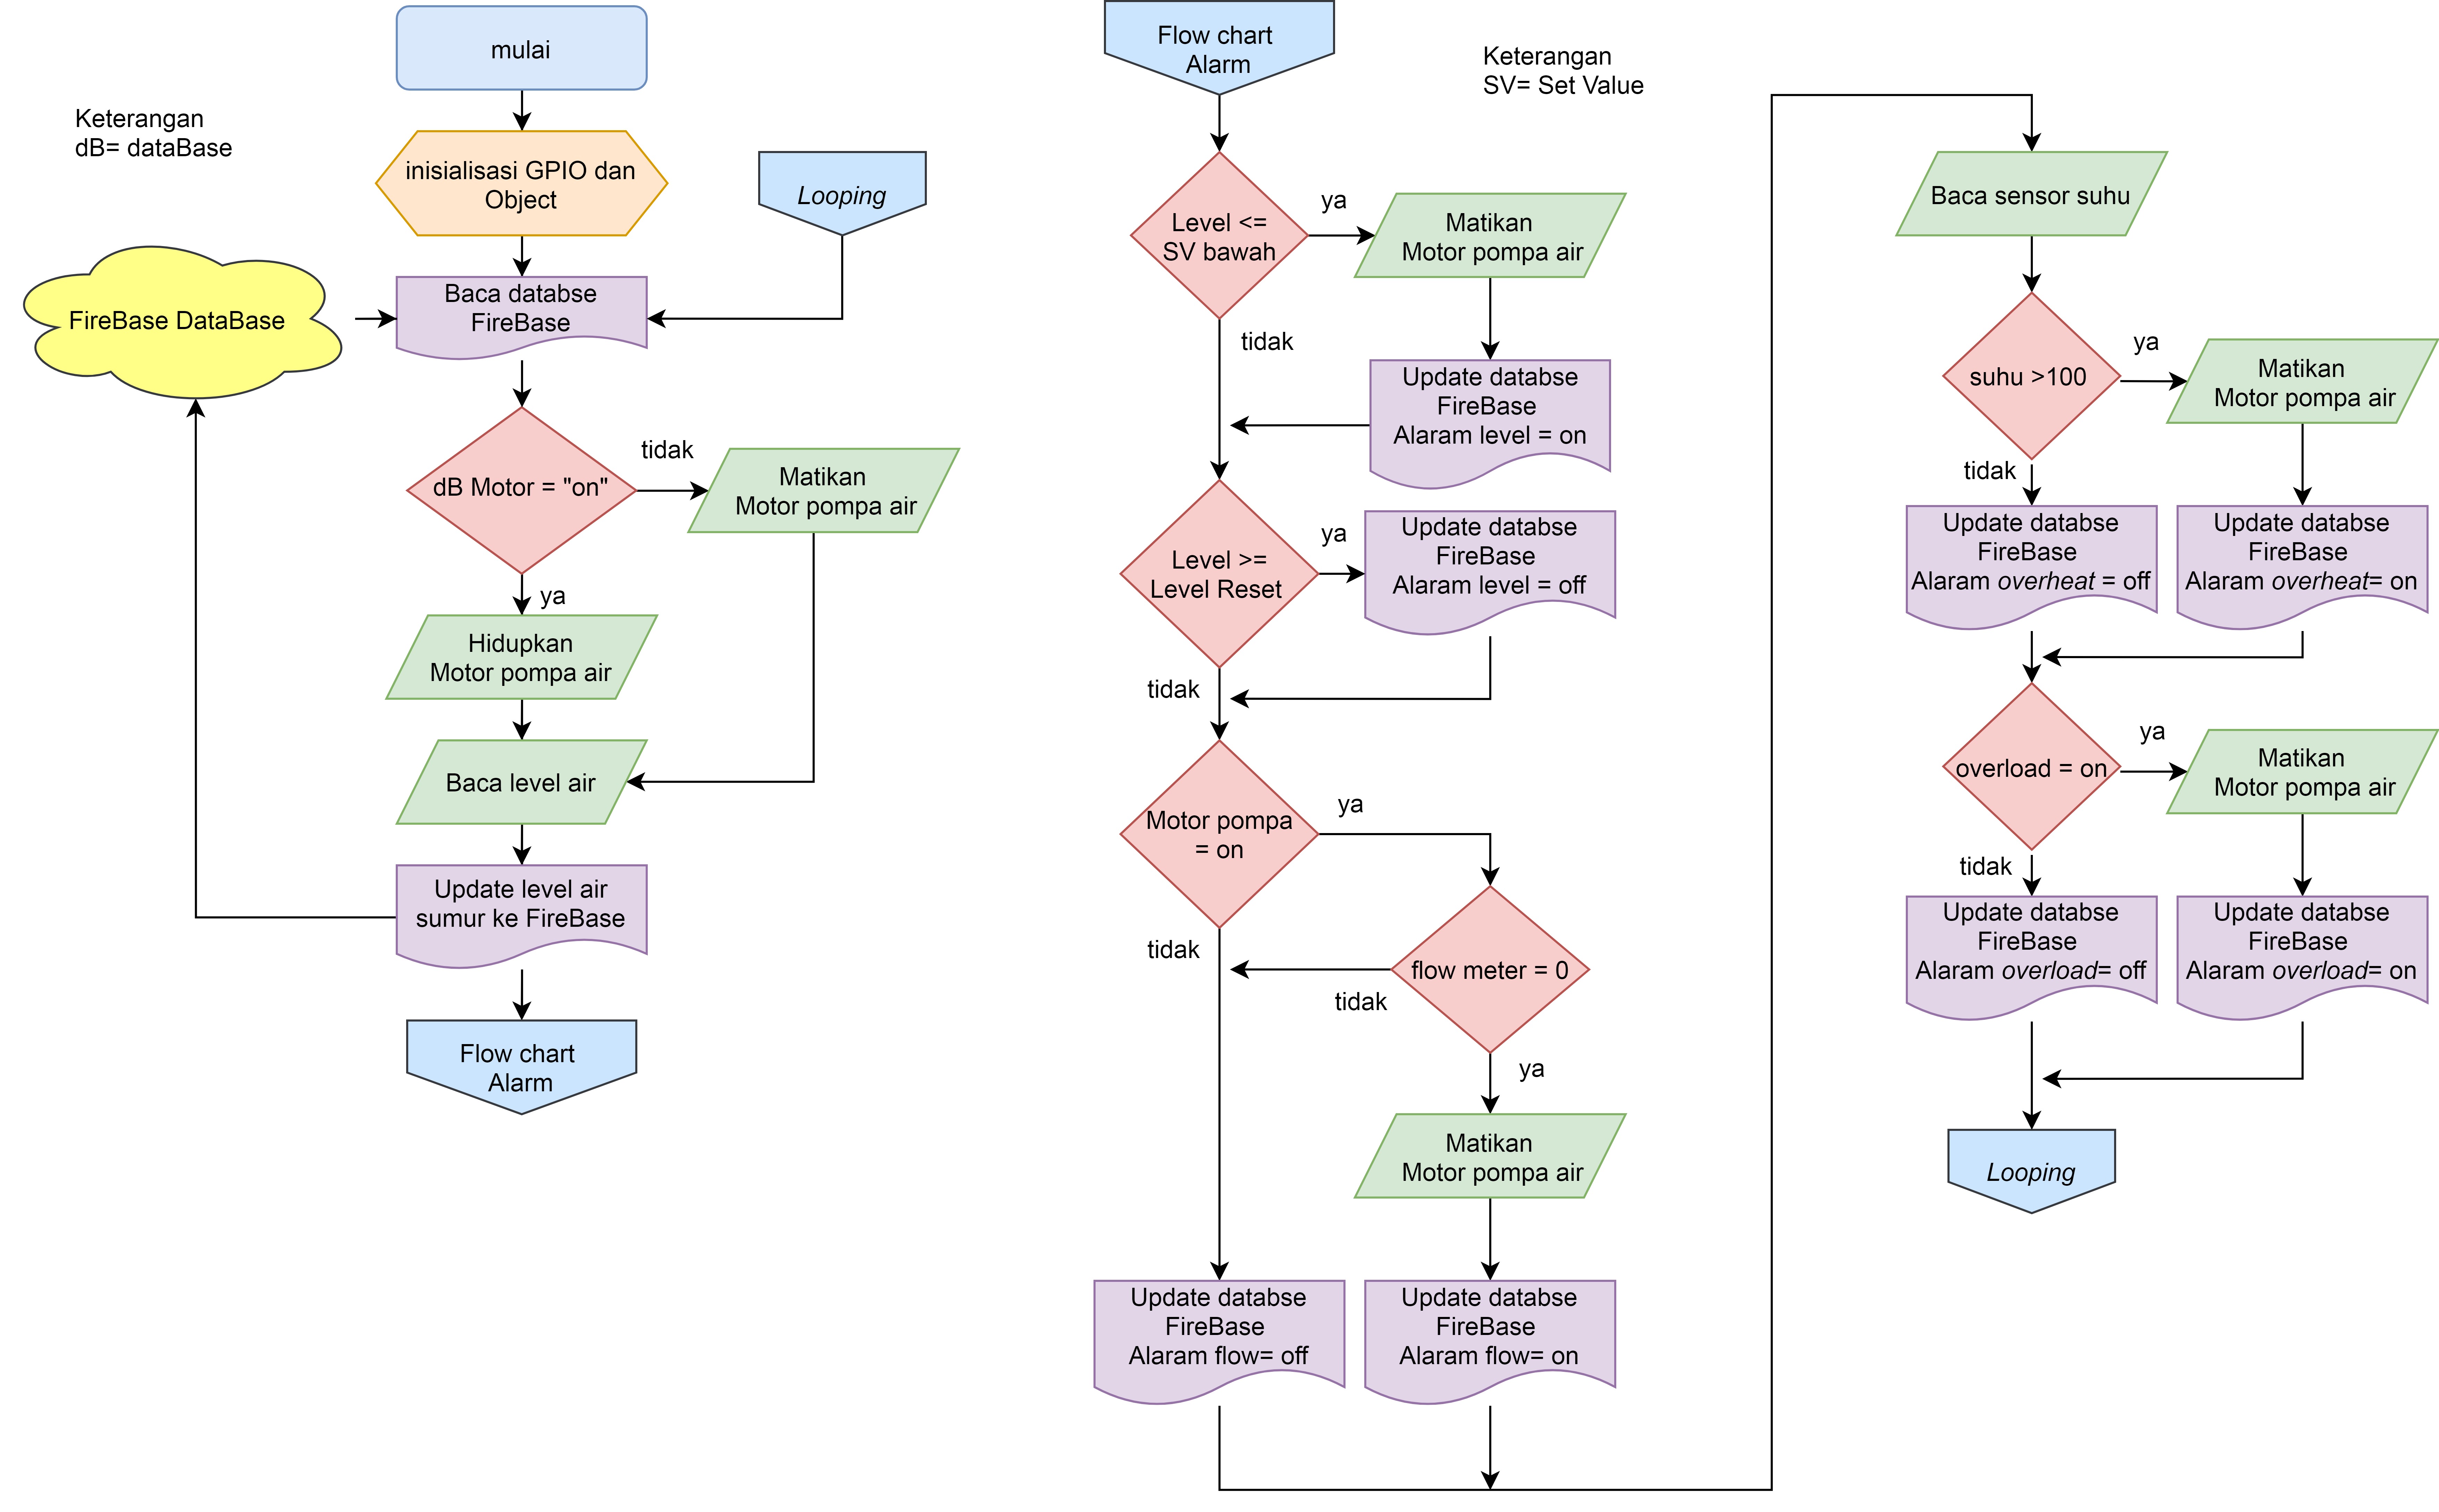 mulai
Keterangan
dB= dataBase
inisialisasi GPIO dan
Object
Looping
FireBase DataBase
Baca databse
FireBase
dB Motor = "on"
tidak
Matikan
Motor pompa air
ya
Hidupkan
Motor pompa air
Baca level air
Update level air
sumur ke FireBase
Flow chart
Alarm
Flow chart
Alarm
Keterangan
SV= Set Value
Level <=
SV bawah
ya
Matikan
Motor pompa air
tidak
Update databse
FireBase
Alaram level = on
Level >=
Level Reset
ya
Update databse
FireBase
Alaram level = off
tidak
Motor pompa
= on
ya
tidak
flow meter = 0
tidak
ya
Matikan
Motor pompa air
Update databse
FireBase
Alaram flow= off
Update databse
FireBase
Alaram flow= on
Baca sensor suhu
suhu >100
ya
Matikan
Motor pompa air
tidak
Update databse
FireBase
Alaram overheat = off
Update databse
FireBase
Alaram overheat= on
overload = on
ya
Matikan
Motor pompa air
tidak
Update databse
FireBase
Alaram overload= off
Update databse
FireBase
Alaram overload= on
Looping